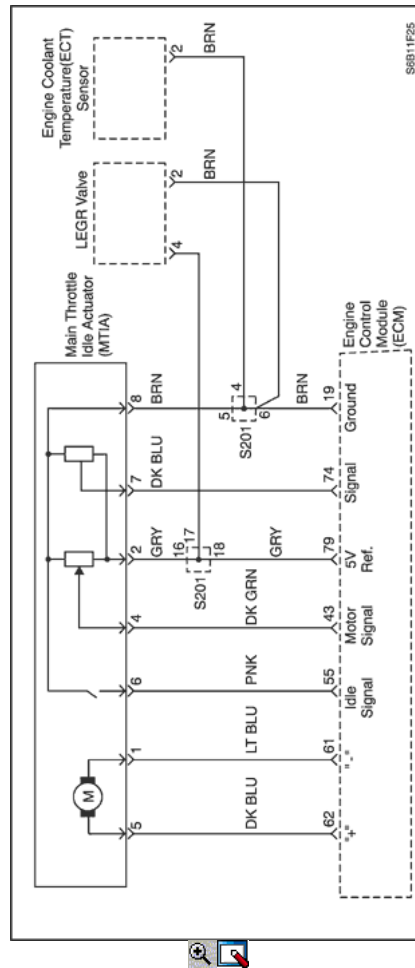 S6B11F25
Engine Coolant
Temperature(ECT)
Sensor
2
BRN
LEGR Valve
4
2
BRN
Main Throttle
Idle Actuator
(MTIA)
M
5
1
6
4
2
7
8
DK BLU
LT BLU
PNK
DK GRN
GRY
DK BLU
BRN
16
17
18
S201
GRY
5
4
6
S201
BRN
62
61
55
43
79
74
19
"+"
"-"
Idle
Signal
Motor
Signal
5V
Ref.
Signal
Ground
Engine
Control
Module
(ECM)